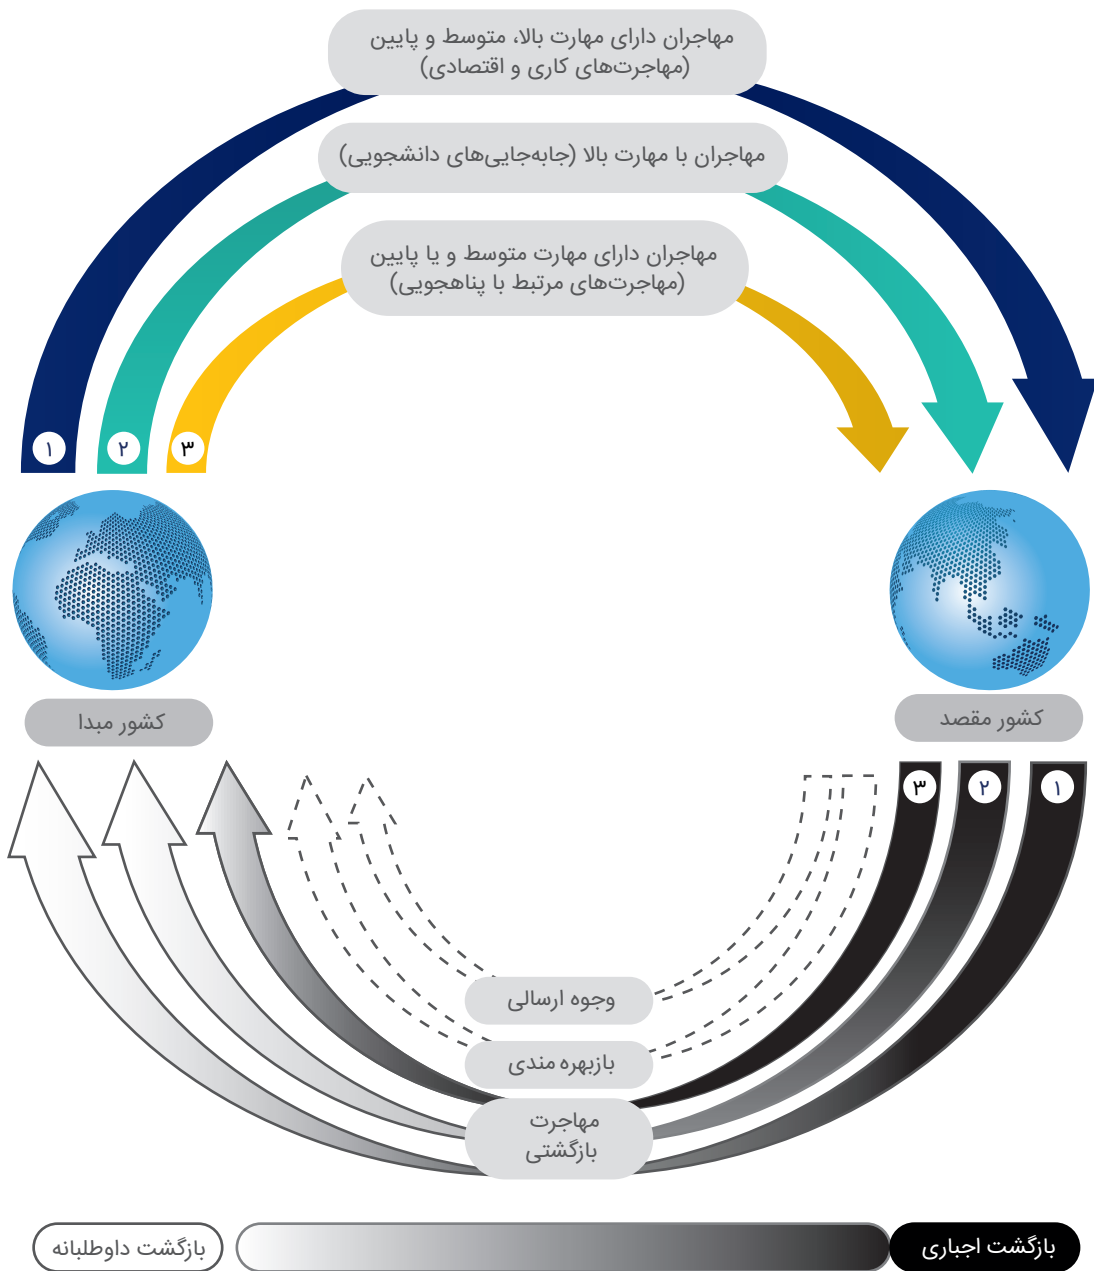 مهاجران دارای مهارت بالا، متوسط و پایین
(مهاجرت‌های کاری و اقتصادی)
مهاجران با مهارت بالا (جابه‌جایی‌های دانشجویی)
مهاجران دارای مهارت متوسط و یا پایین
(مهاجرت‌های مرتبط با پناهجویی)
۱
۲
۳
کشور مبدا
کشور مقصد
۳
۲
۱
وجوه ارسالی
بازبهره مندی
مهاجرت
بازگشتی
بازگشت اجباری
بازگشت داوطلبانه